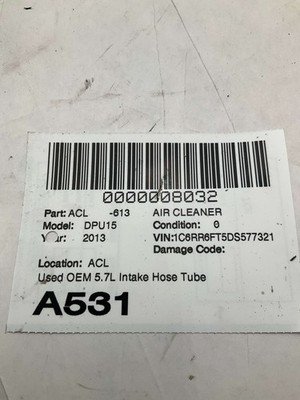 0000008032
Part: ACL -613 AIR CLEANER
Model: DPU15 Condition: 0
Year: 2013 VIN:1C6RR6FT5DS577321
Damage Code:
Location: ACL
Used OEM 5.7L Intake Hose Tube
A531